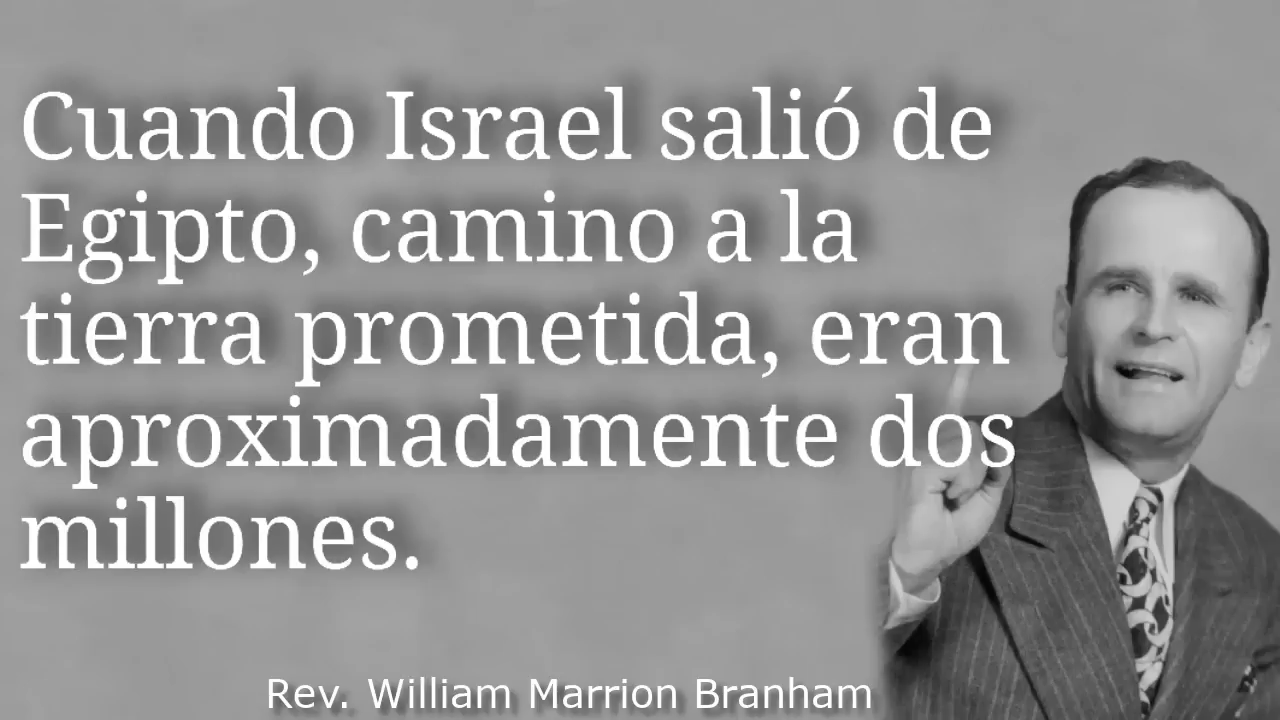 Cuando Israel salió de
Egipto, camino a la
tierra prometida, eran
aproximadamente dos
millones.
Rev. William Marrion Branham